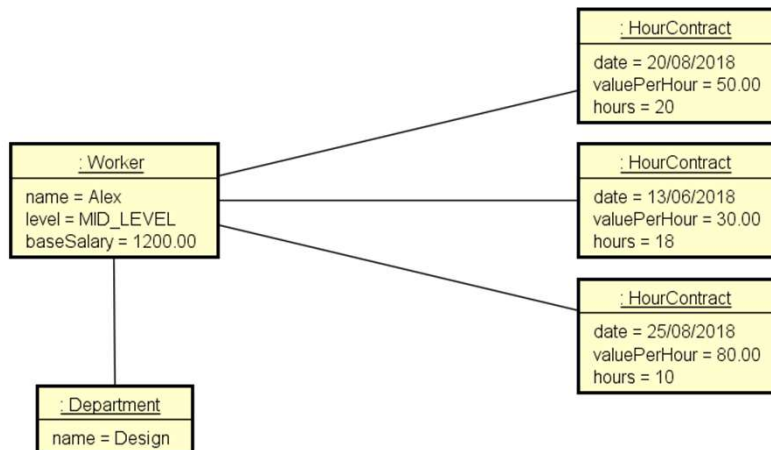 : HourContract
date = 20/08/2018
valuePerHour = 50.00
hours = 20
: Worker
name = Alex
level = MID_LEVEL
baseSalary = 1200.00
: HourContract
date = 13/06/2018
valuePerHour = 30.00
hours = 18
: HourContract
date = 25/08/2018
valuePerHour = 80.00
hours = 10
: Department
name = Design